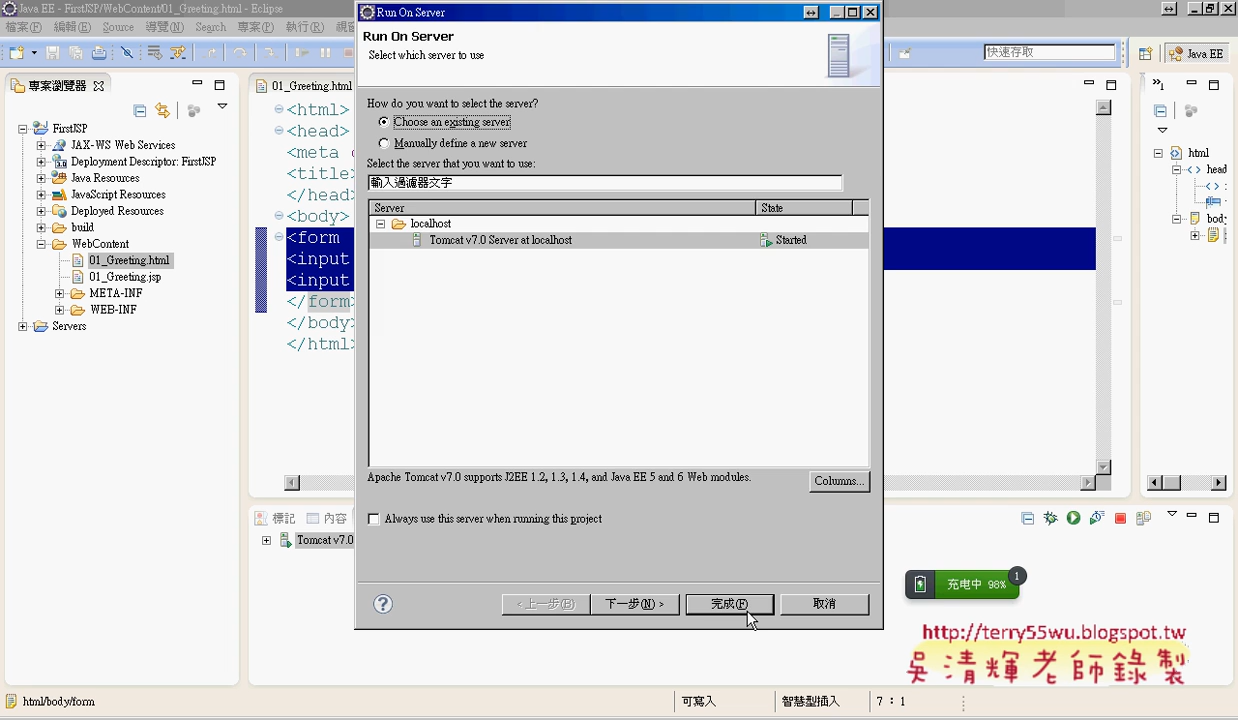 Java EE - FirstJSP/WebContent/01_Greeting.html - Eclipse
檔案(F) 編輯(E) Source 導覽(V) Search 專案(P) 執行(R) 視窗
快速存取
Java EE
專案瀏覽器
FirstJSP
JAX-WS Web Services
Deployment Descriptor: FirstJSP
Java Resources
JavaScript Resources
Deployed Resources
build
WebContent
01_Greeting.html
01_Greeting.jsp
META-INF
WEB-INF
Servers
01_Greeting.html
<html>
<head>
<meta
<title>
</head>
<body>
<form
<input
<input
</form>
</body>
</html>
Run On Server
Run On Server
Select which server to use
How do you want to select the server?
Choose an existing server
Manually define a new server
Select the server that you want to use:
輸入過濾器文字
Server State
localhost
Tomcat v7.0 Server at localhost Started
Apache Tomcat v7.0 supports J2EE 1.2, 1.3, 1.4, and Java EE 5 and 6 Web modules.
Columns...
Always use this server when running this project
< 上一步(B) 下一步(N) > 完成(F) 取消
html
head
body
標記 內容
Tomcat v7.0
充电中 98%
1
http://terry55wu.blogspot.tw
吳清輝老師錄製
html/body/form
可寫入
智慧型插入
7 : 1